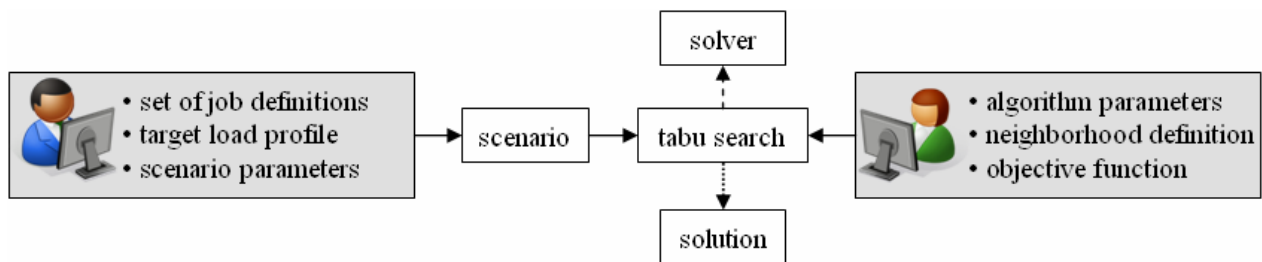 solver
• set of job definitions
• target load profile
• scenario parameters
scenario
tabu search
• algorithm parameters
• neighborhood definition
• objective function
solution